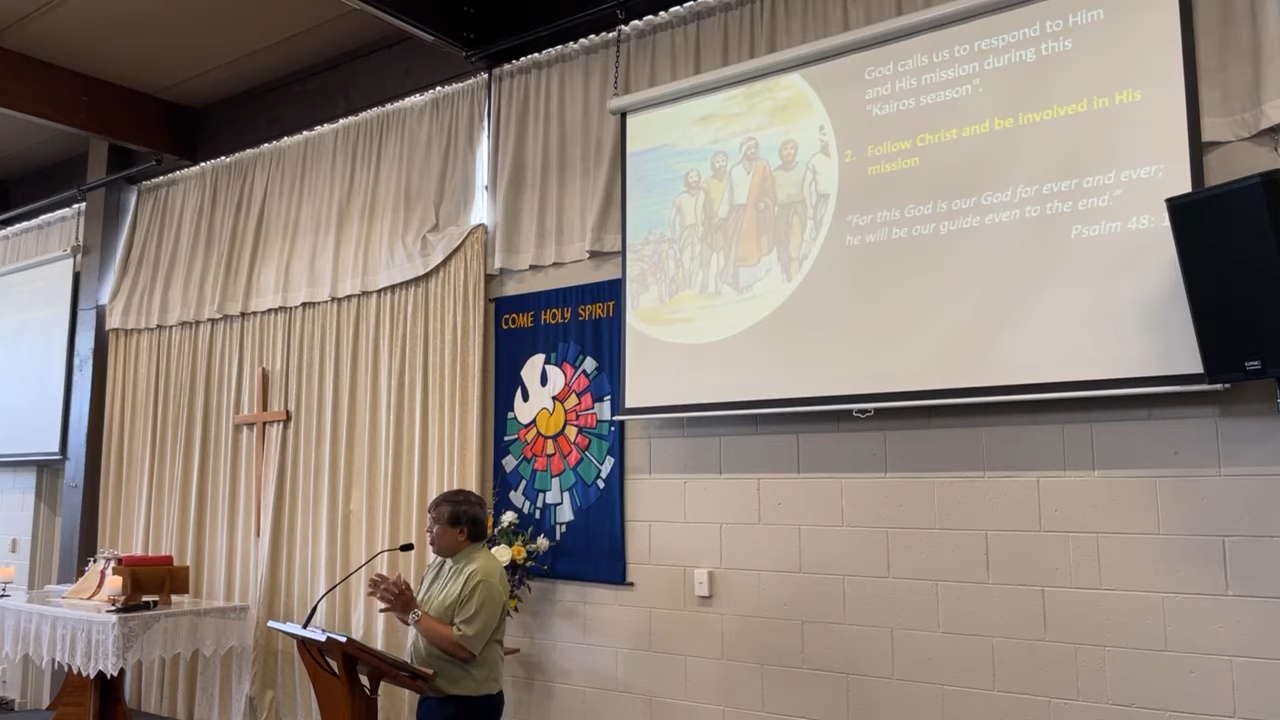 God calls us to respond to Him
and His mission during this
“Kairos season”.
2. Follow Christ and be involved in His
mission
“For this God is our God for ever and ever;
he will be our guide even to the end.”
Psalm 48:
COME HOLY SPIRIT
QSC